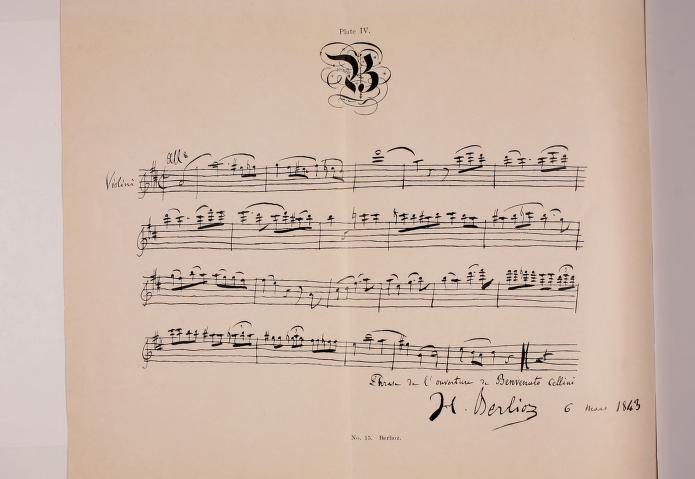 Plate IV.
B
All°
Violini
Phrase de l'ouverture de Benvenuto Cellini
H. Berlioz 6 mars 1843
No. 15. Berlioz.